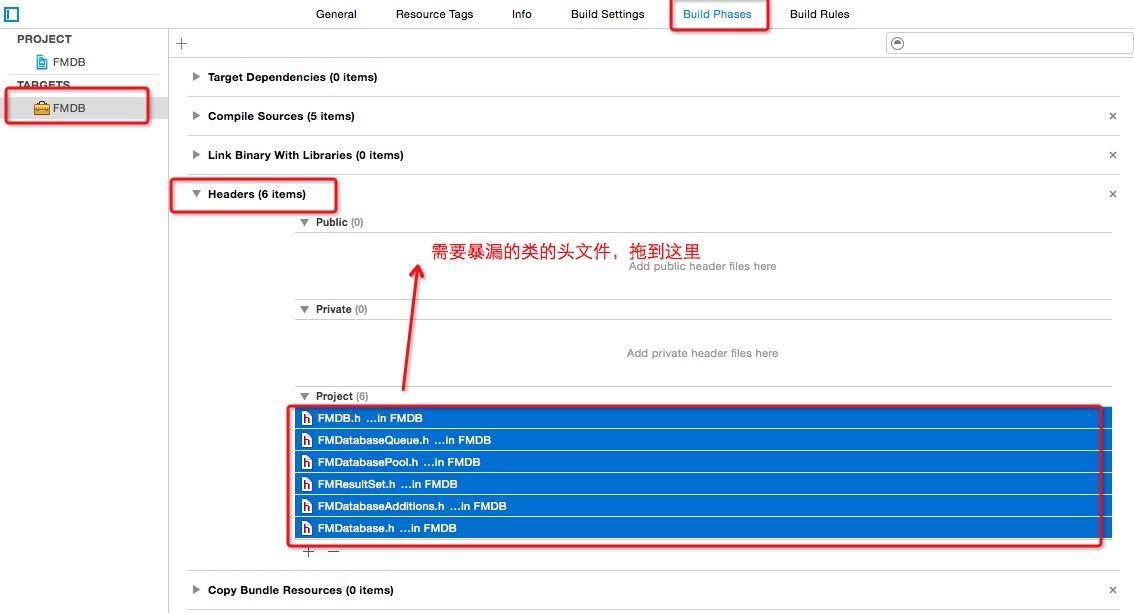 General Resource Tags Info Build Settings Build Phases Build Rules
PROJECT
FMDB
TARGETS
FMDB
Target Dependencies (0 items)
Compile Sources (5 items)
Link Binary With Libraries (0 items)
Headers (6 items)
Public (0)
需要暴漏的类的头文件，拖到这里
Add public header files here
Private (0)
Add private header files here
Project (6)
FMDB.h ...in FMDB
FMDatabaseQueue.h ...in FMDB
FMDatabasePool.h ...in FMDB
FMResultSet.h ...in FMDB
FMDatabaseAdditions.h ...in FMDB
FMDatabase.h ...in FMDB
Copy Bundle Resources (0 items)